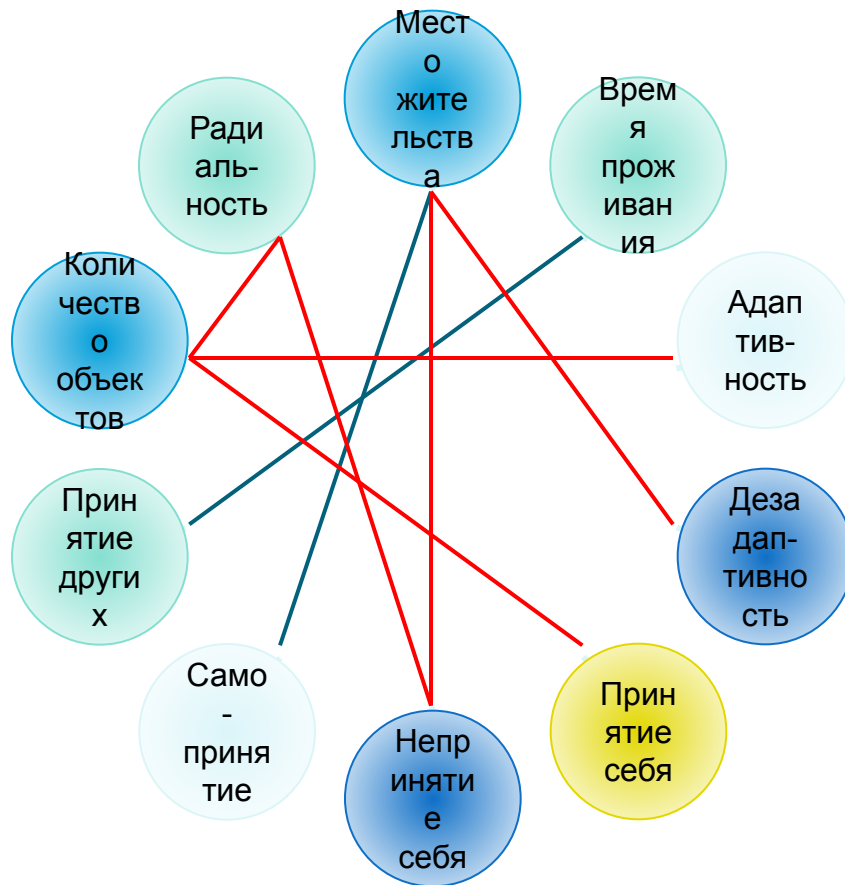 Мест
о
жите
льств
а
Врем
я
прож
иван
ия
Ради
аль-
ность
Коли
честв
о
объек
тов
Адап
тив-
ность
Прин
ятие
други
х
Деза
дап-
тивно
сть
Само
-
приня
тие
Непр
иняти
е
себя
Прин
ятие
себя